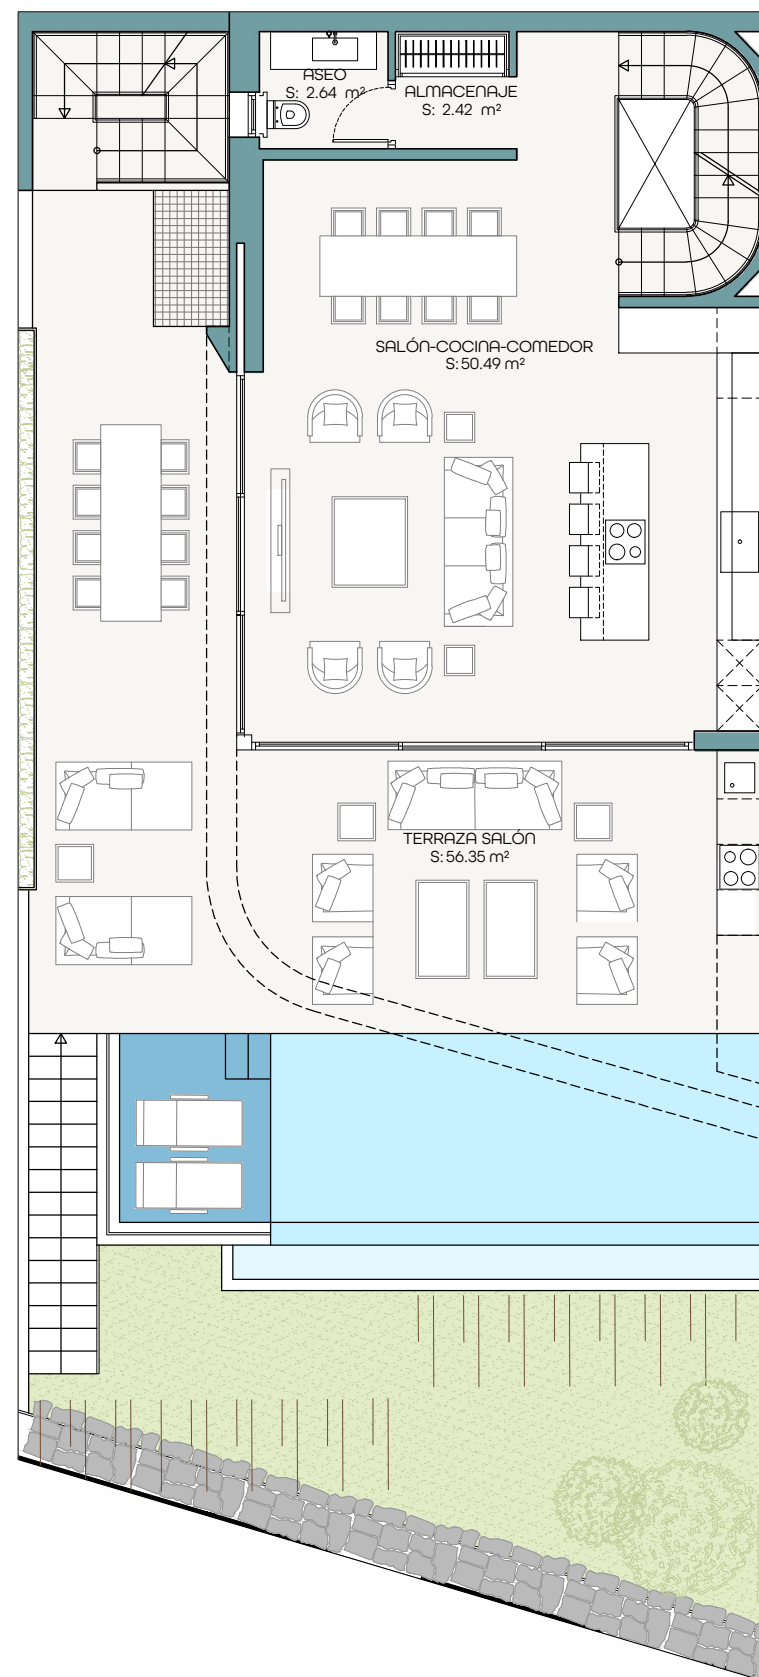 ASEO
S: 2.64 m²
ALMACENAJE
S: 2.42 m²
SALÓN-COCINA-COMEDOR
S:50.49 m²
TERRAZA SALÓN
S:56.35 m²